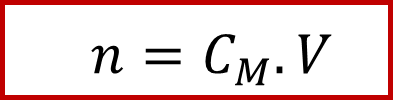 n = C_M. V